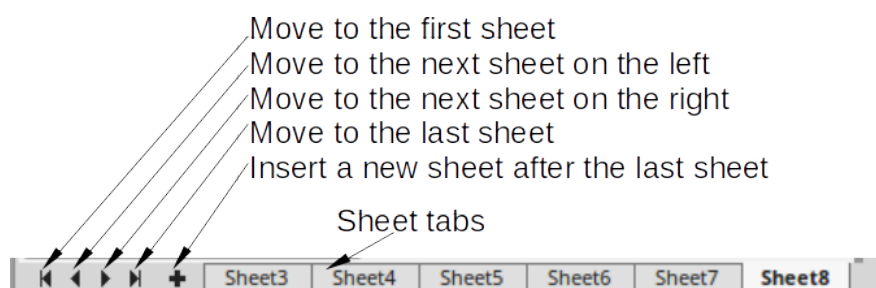 Move to the first sheet
Move to the next sheet on the left
Move to the next sheet on the right
Move to the last sheet
Insert a new sheet after the last sheet
Sheet tabs
Sheet3 Sheet4 Sheet5 Sheet6 Sheet7 Sheet8